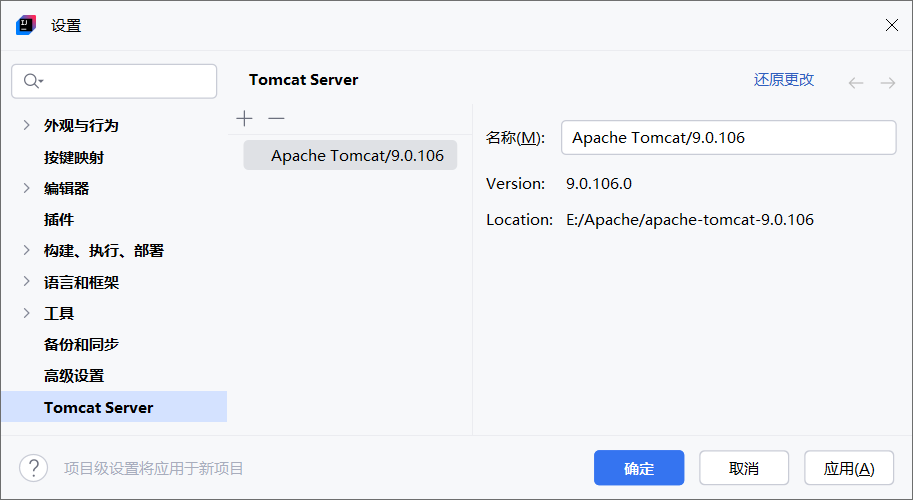 设置
Tomcat Server
还原更改
外观与行为
按键映射
编辑器
插件
构建、执行、部署
语言和框架
工具
备份和同步
高级设置
Tomcat Server
Apache Tomcat/9.0.106
名称(M): Apache Tomcat/9.0.106
Version: 9.0.106.0
Location: E:/Apache/apache-tomcat-9.0.106
? 项目级设置将应用于新项目
确定
取消
应用(A)